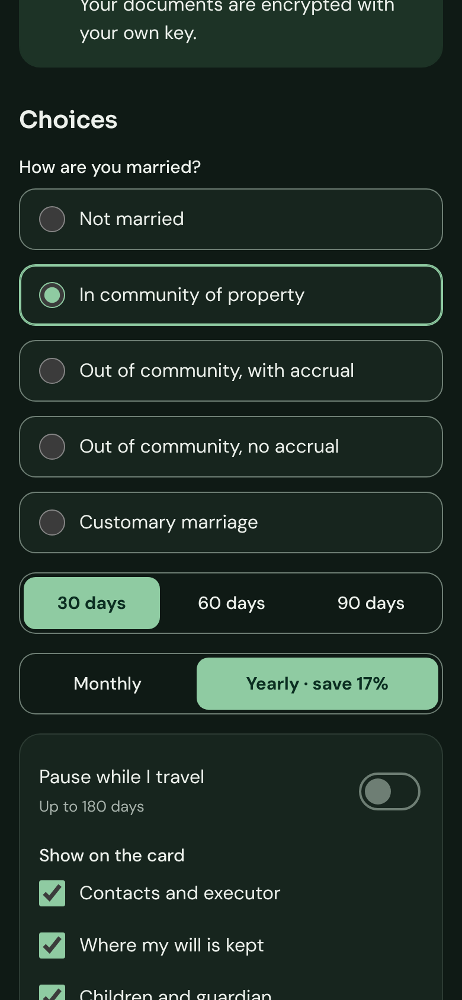 Your documents are encrypted with
your own key.
Choices
How are you married?
Not married
In community of property
Out of community, with accrual
Out of community, no accrual
Customary marriage
30 days
60 days
90 days
Monthly
Yearly · save 17%
Pause while I travel
Up to 180 days
Show on the card
Contacts and executor
Where my will is kept
Children and guardian